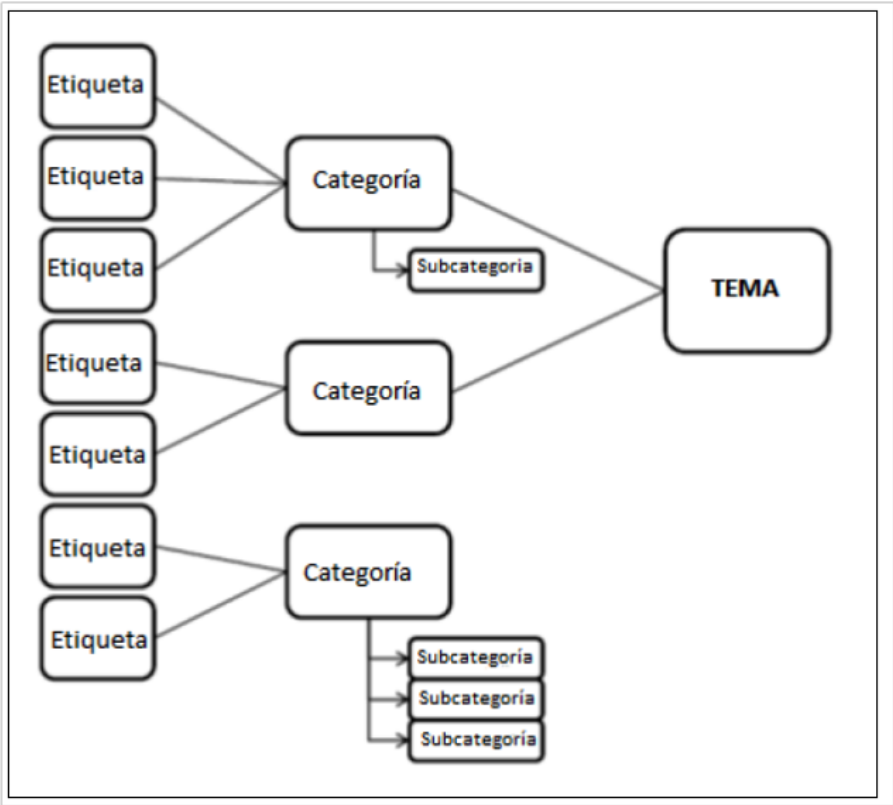 Etiqueta
Etiqueta
Etiqueta
Etiqueta
Etiqueta
Etiqueta
Etiqueta
Categoría
Subcategoria
Categoría
Categoría
Subcategoría
Subcategoría
Subcategoría
TEMA